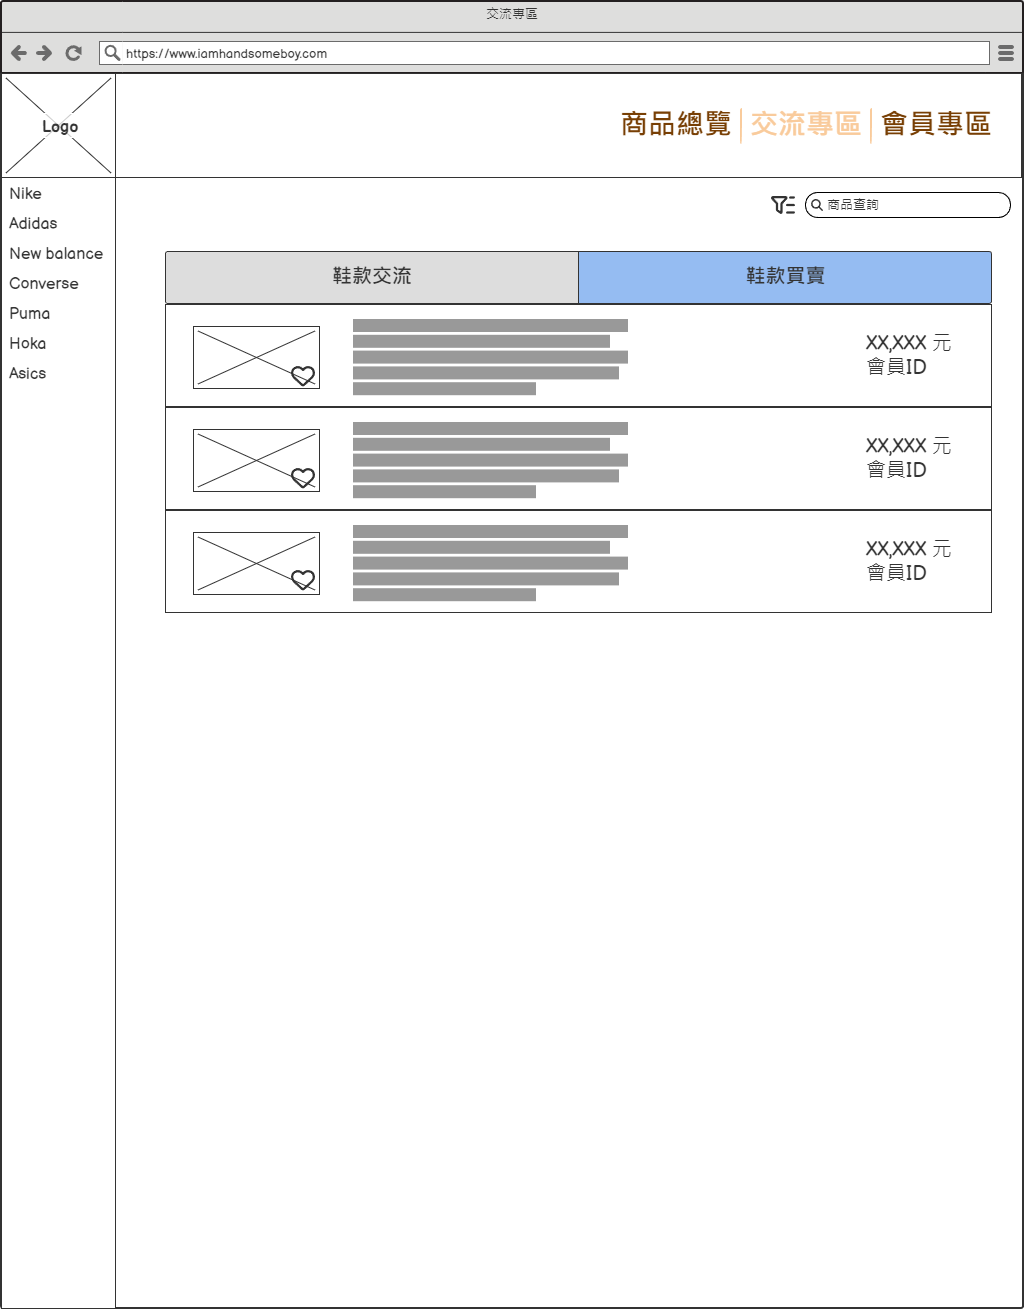 交流專區
https://www.iamhandsomeboy.com
Logo
商品總覽 交流專區 會員專區
商品查詢
Nike
Adidas
New balance
Converse
Puma
Hoka
Asics
鞋款交流 鞋款買賣
XX,XXX 元
會員ID
XX,XXX 元
會員ID
XX,XXX 元
會員ID